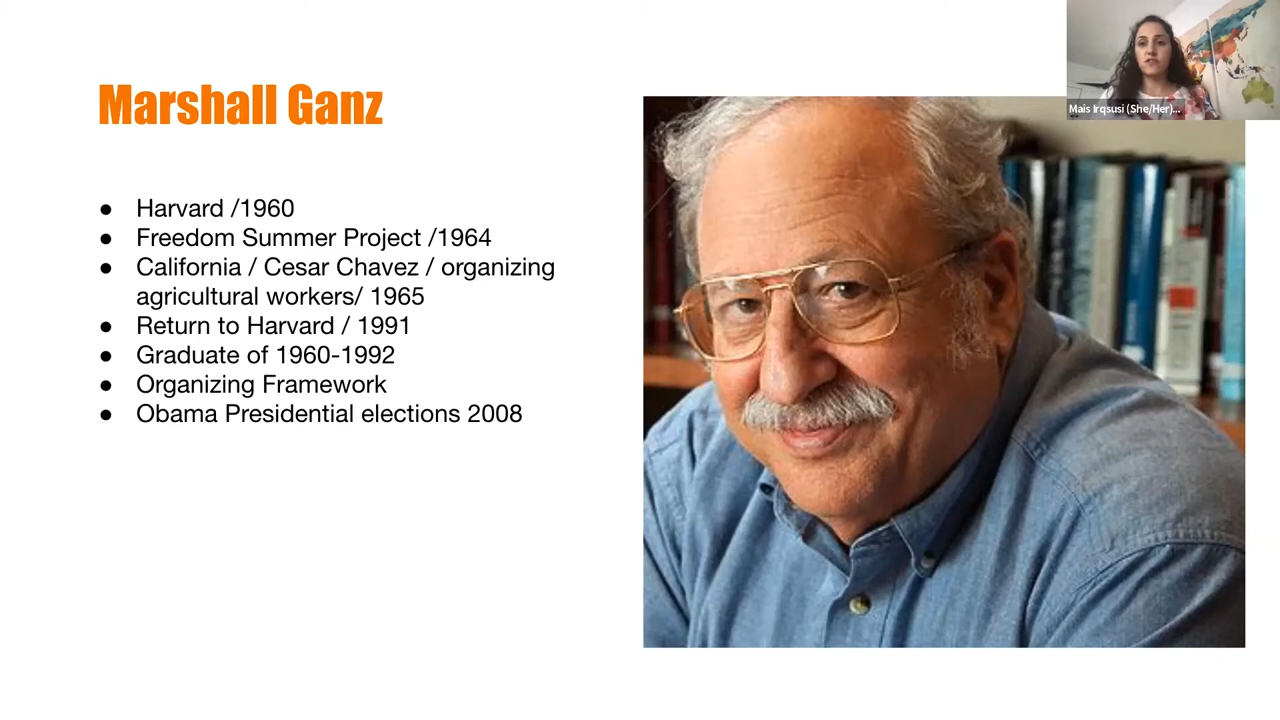 Marshall Ganz
Mais Irqsusi (She/Her)...
● Harvard /1960
● Freedom Summer Project /1964
● California / Cesar Chavez / organizing
agricultural workers/ 1965
● Return to Harvard / 1991
● Graduate of 1960-1992
● Organizing Framework
● Obama Presidential elections 2008